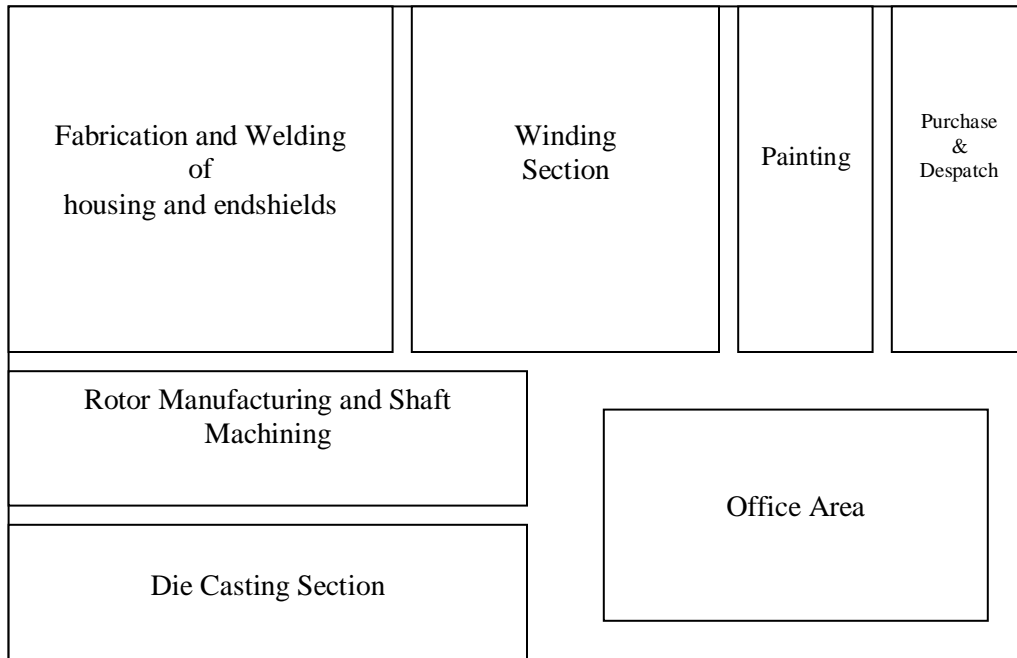 Fabrication and Welding
of
housing and endshields
Winding
Section
Painting
Purchase
&
Despatch
Rotor Manufacturing and Shaft
Machining
Office Area
Die Casting Section